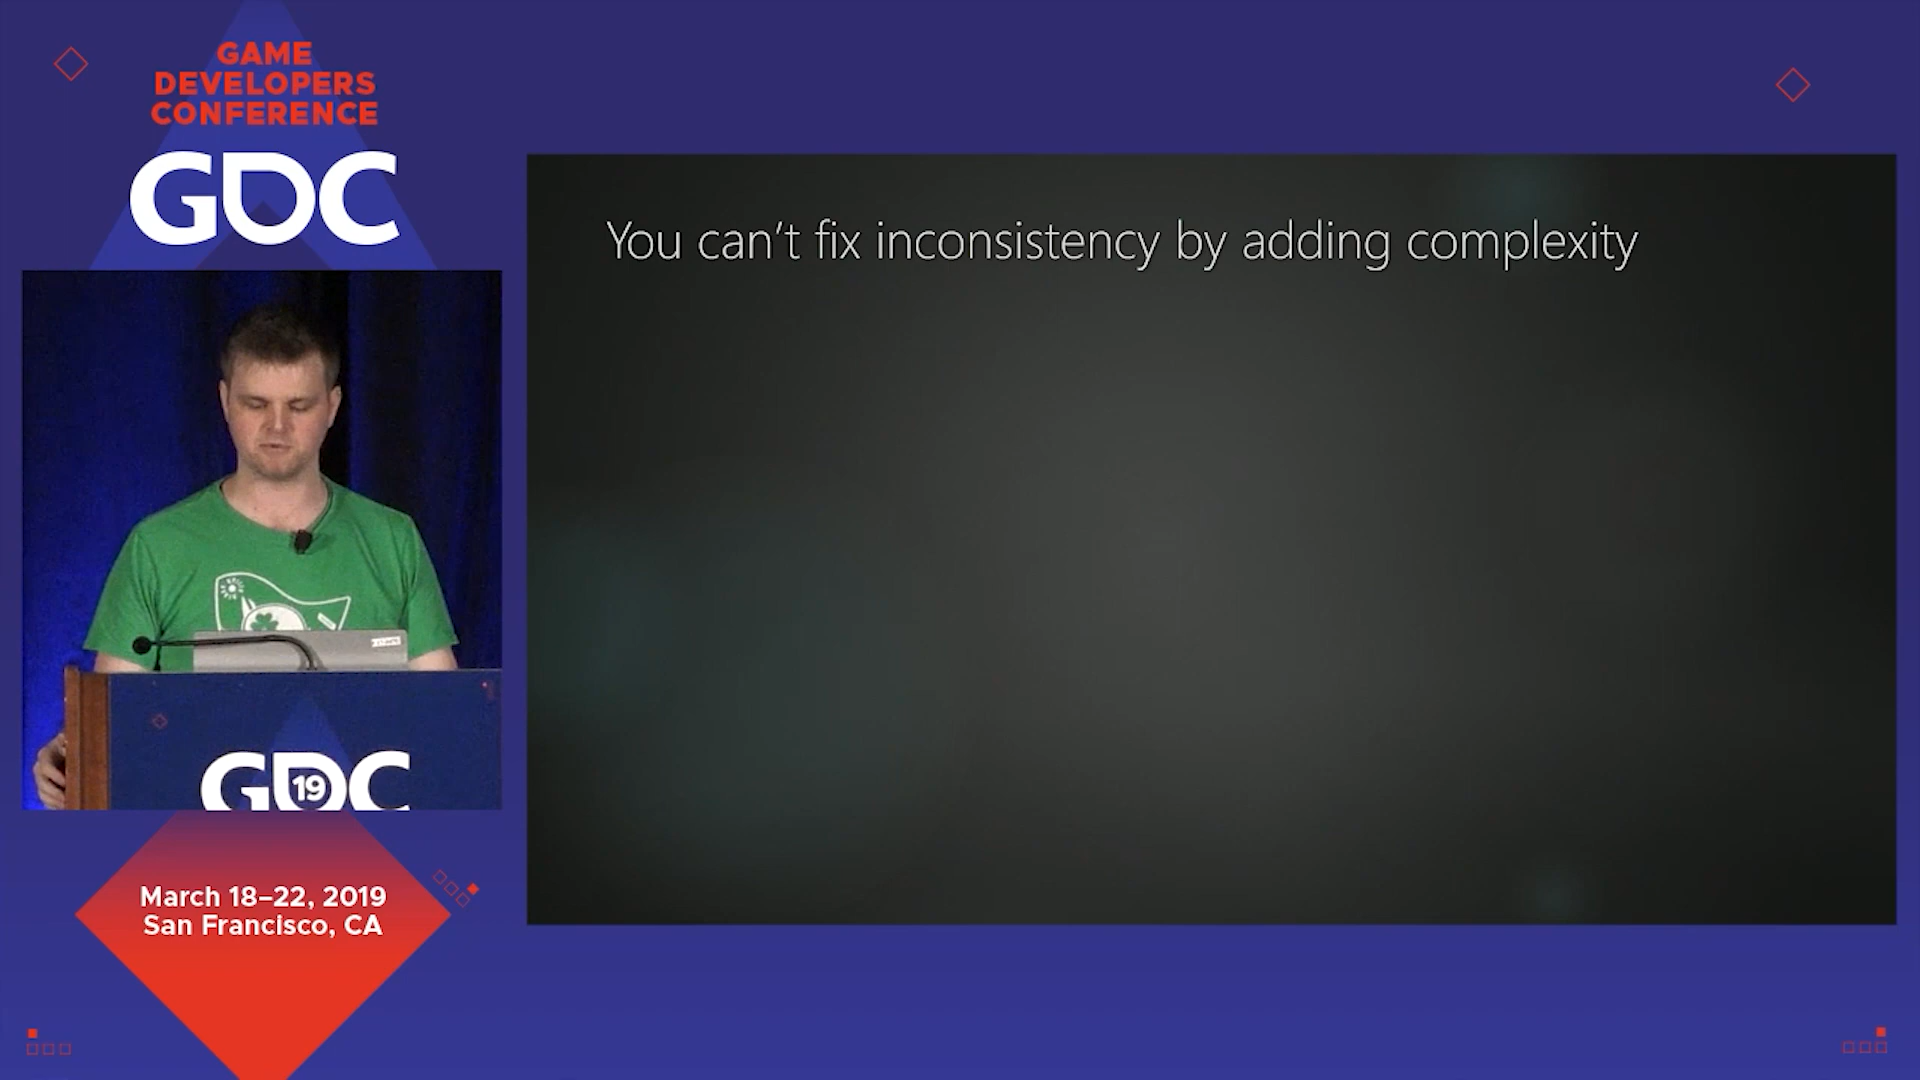 GAME
DEVELOPERS
CONFERENCE
GDC
You can't fix inconsistency by adding complexity
GDC
19
March 18–22, 2019
San Francisco, CA